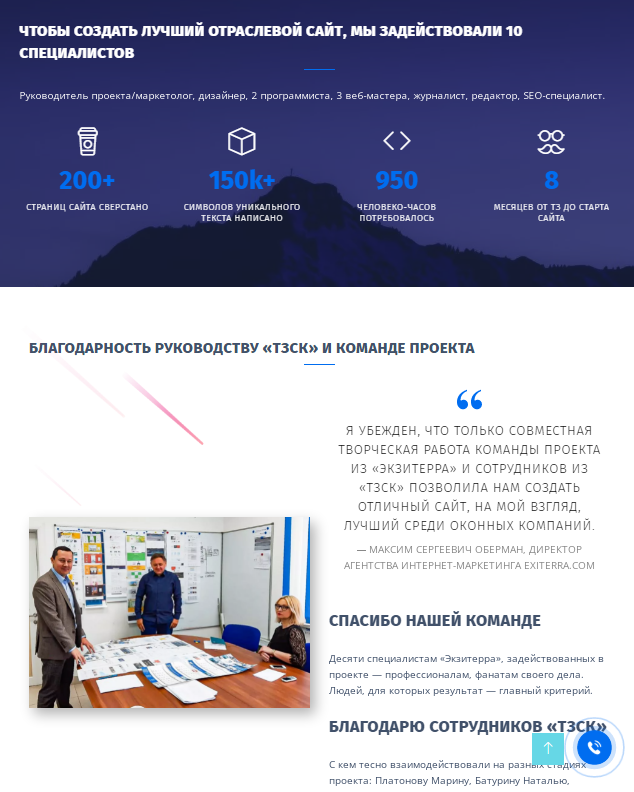 ЧТОБЫ СОЗДАТЬ ЛУЧШИЙ ОТРАСЛЕВОЙ САЙТ, МЫ ЗАДЕЙСТВОВАЛИ 10
СПЕЦИАЛИСТОВ
Руководитель проекта/маркетолог, дизайнер, 2 программиста, 3 веб-мастера, журналист, редактор, SEO-специалист.
200+
СТРАНИЦ САЙТА СВЕРСТАНО
150k+
СИМВОЛОВ УНИКАЛЬНОГО
ТЕКСТА НАПИСАНО
950
ЧЕЛОВЕКО-ЧАСОВ
ПОТРЕБОВАЛОСЬ
8
МЕСЯЦЕВ ОТ ТЗ ДО СТАРТА
САЙТА
БЛАГОДАРНОСТЬ РУКОВОДСТВУ «ТЗСК» И КОМАНДЕ ПРОЕКТА
Я УБЕЖДЕН, ЧТО ТОЛЬКО СОВМЕСТНАЯ
ТВОРЧЕСКАЯ РАБОТА КОМАНДЫ ПРОЕКТА
ИЗ «ЭКЗИТЕРРА» И СОТРУДНИКОВ ИЗ
«ТЗСК» ПОЗВОЛИЛА НАМ СОЗДАТЬ
ОТЛИЧНЫЙ САЙТ, НА МОЙ ВЗГЛЯД,
ЛУЧШИЙ СРЕДИ ОКОННЫХ КОМПАНИЙ.
— МАКСИМ СЕРГЕЕВИЧ ОБЕРМАН, ДИРЕКТОР
АГЕНТСТВА ИНТЕРНЕТ-МАРКЕТИНГА EXITERRA.COM
СПАСИБО НАШЕЙ КОМАНДЕ
Десяти специалистам «Экзитерра», задействованных в
проекте — профессионалам, фанатам своего дела.
Людей, для которых результат — главный критерий.
БЛАГОДАРЮ СОТРУДНИКОВ «ТЗСК»
С кем тесно взаимодействовали на разных стадиях
проекта: Платонову Марину, Батурину Наталью,